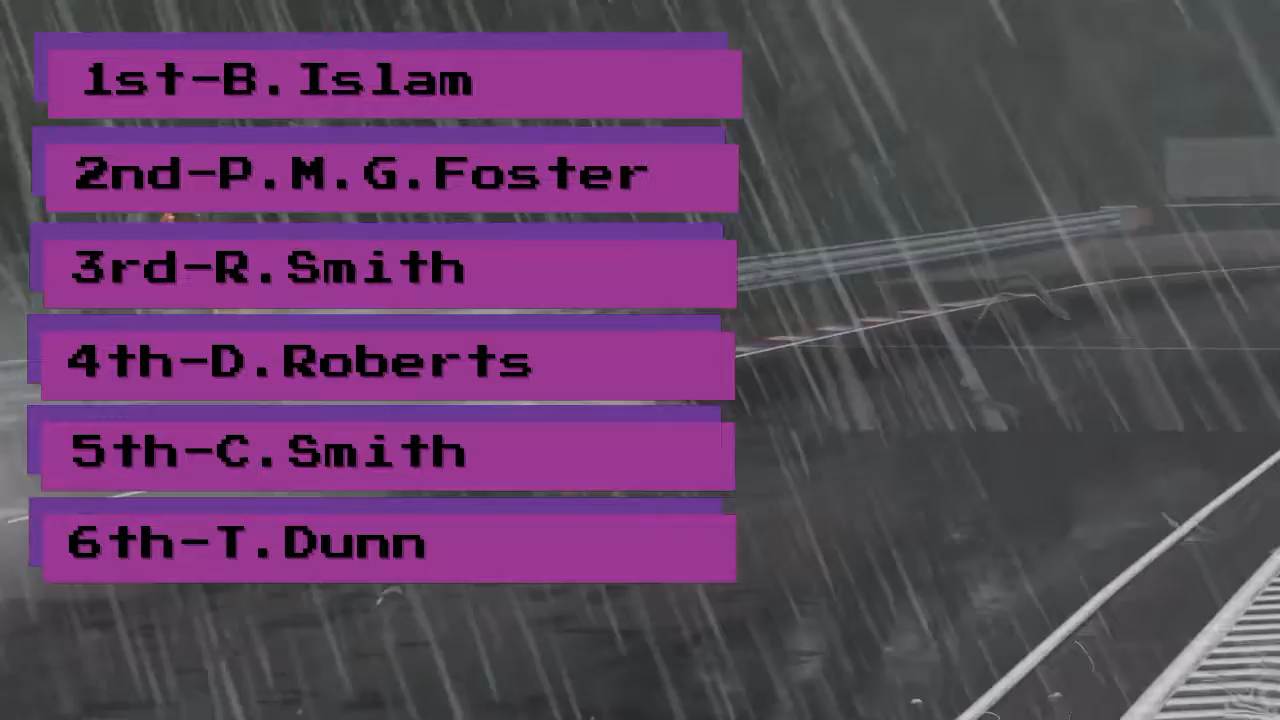 1st-B.Islam
2nd-P.M.G.Foster
3rd-R.Smith
4th-D.Roberts
5th-C.Smith
6th-T.Dunn